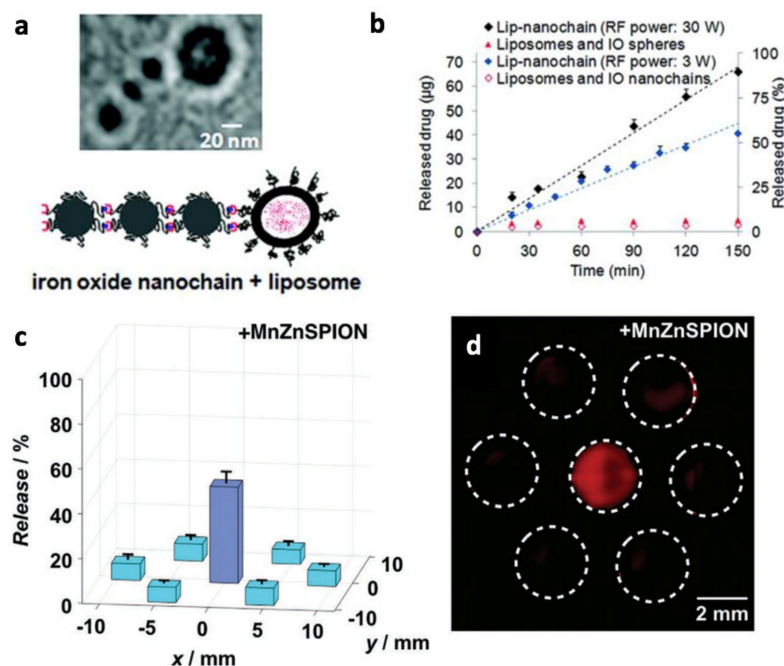 a
20 nm
iron oxide nanochain + liposome
b
Lip-nanochain (RF power: 30 W)
Liposomes and IO spheres
Lip-nanochain (RF power: 3 W)
Liposomes and IO nanochains
Released drug (µg)
70
60
50
40
30
20
10
0
100
75
50
25
0
Released drug (%)
0 30 60 90 120 150
Time (min)
c
+MnZnSPION
Release / %
100
80
60
40
20
0
-10 -5 0 5 10
x / mm
10
0
-10
y / mm
d
+MnZnSPION
2 mm